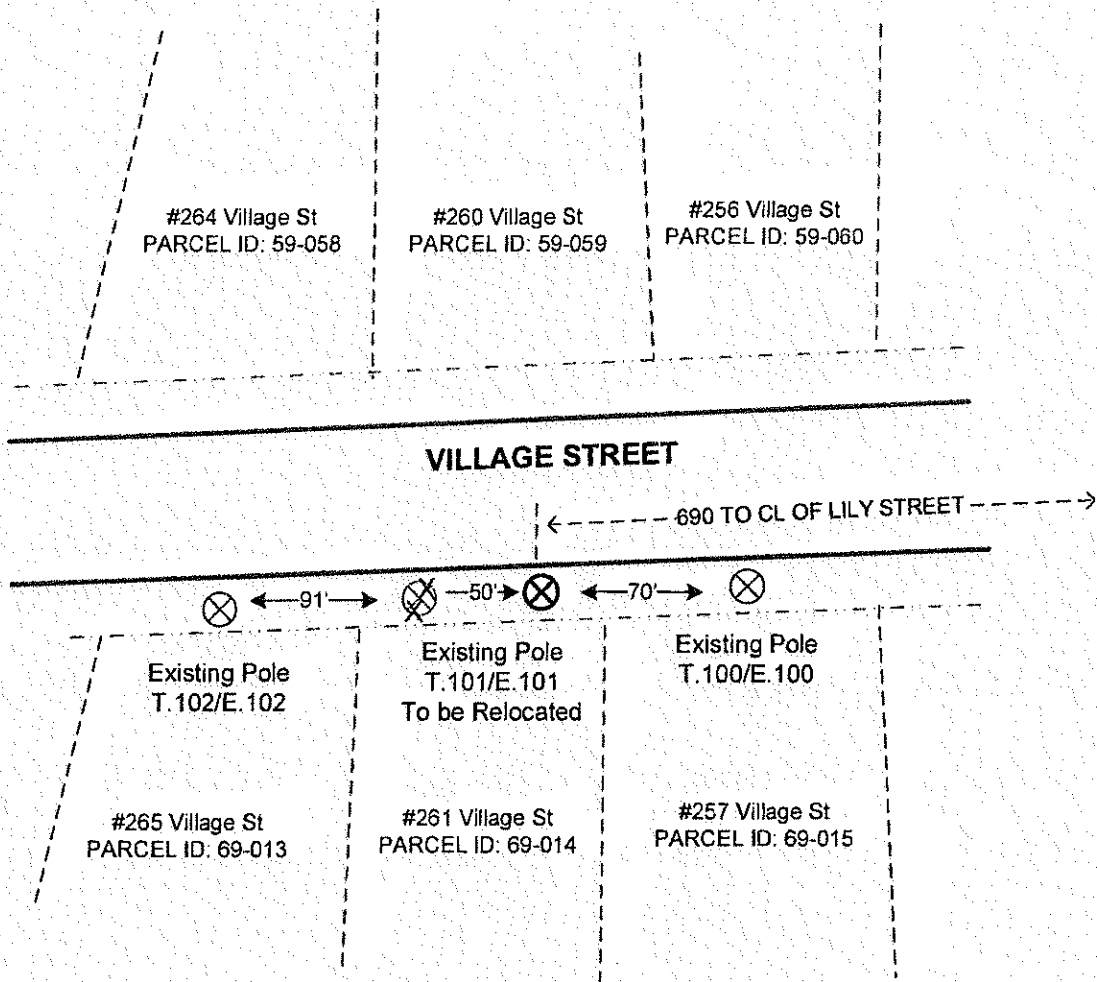 #264 Village St
PARCEL ID: 59-058
#260 Village St
PARCEL ID: 59-059
#256 Village St
PARCEL ID: 59-060
VILLAGE STREET
690 TO CL OF LILY STREET
91'
50'
70'
Existing Pole
T.102/E.102
Existing Pole
T.101/E.101
To be Relocated
Existing Pole
T.100/E.100
#265 Village St
PARCEL ID: 69-013
#261 Village St
PARCEL ID: 69-014
#257 Village St
PARCEL ID: 69-015